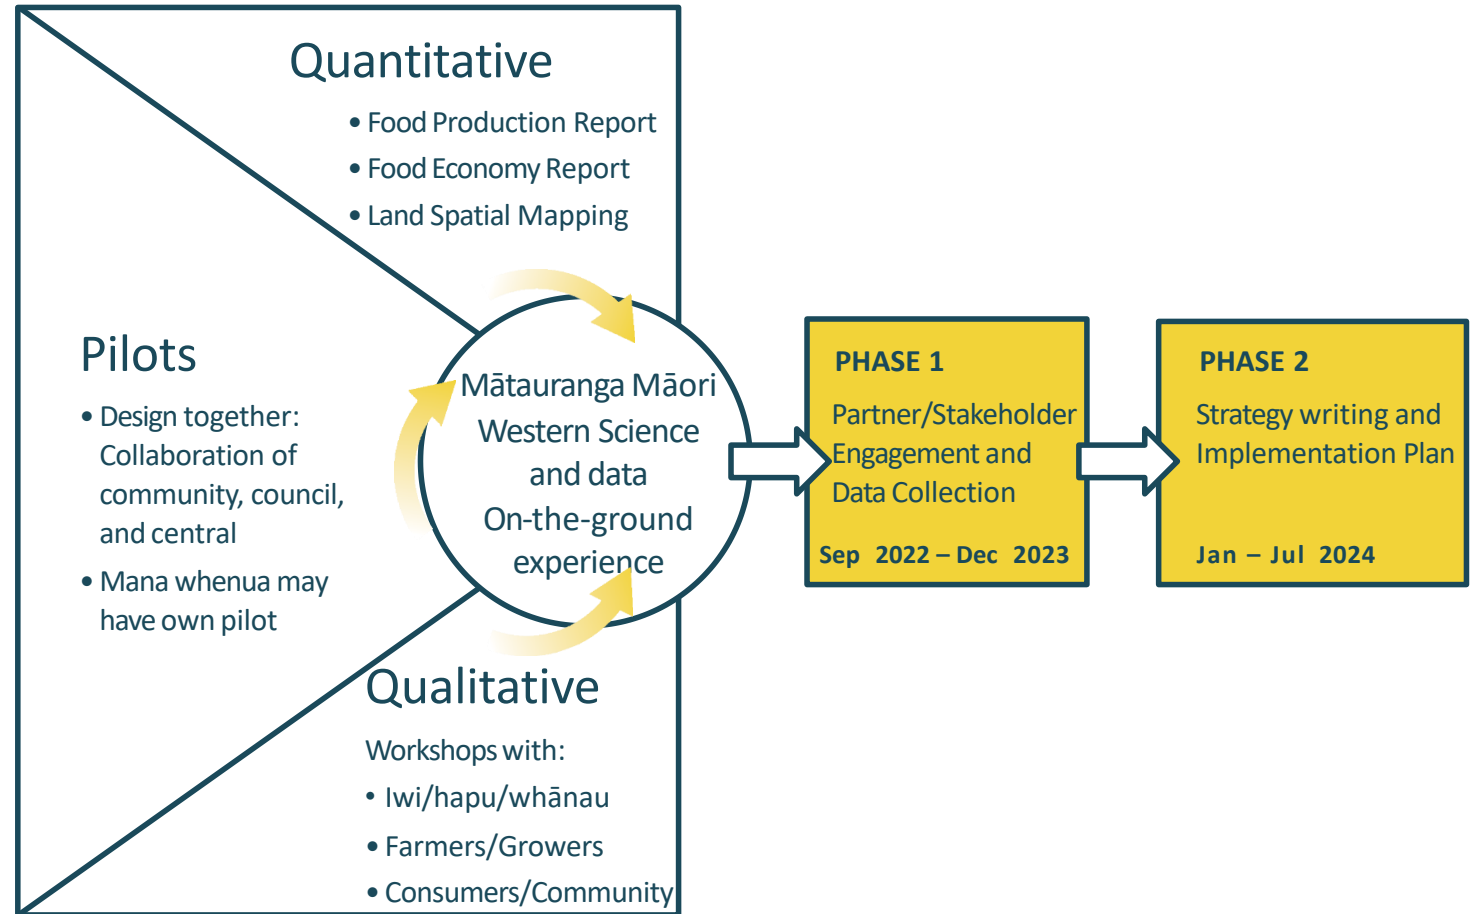 Quantitative
• Food Production Report
• Food Economy Report
• Land Spatial Mapping
Pilots
• Design together:
Collaboration of
community, council,
and central
• Mana whenua may
have own pilot
Mātauranga Māori
Western Science
and data
On-the-ground
experience
Qualitative
Workshops with:
• Iwi/hapu/whānau
• Farmers/Growers
• Consumers/Community
PHASE 1
Partner/Stakeholder
Engagement and
Data Collection
Sep 2022 – Dec 2023
PHASE 2
Strategy writing and
Implementation Plan
Jan – Jul 2024